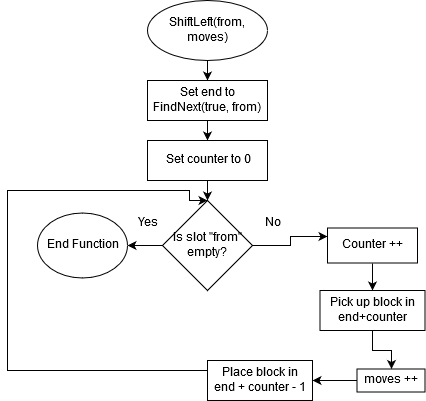 ShiftLeft(from,
moves)
Set end to
FindNext(true, from)
Set counter to 0
Yes
No
Is slot "from"
empty?
End Function
Counter ++
Pick up block in
end+counter
moves ++
Place block in
end + counter - 1